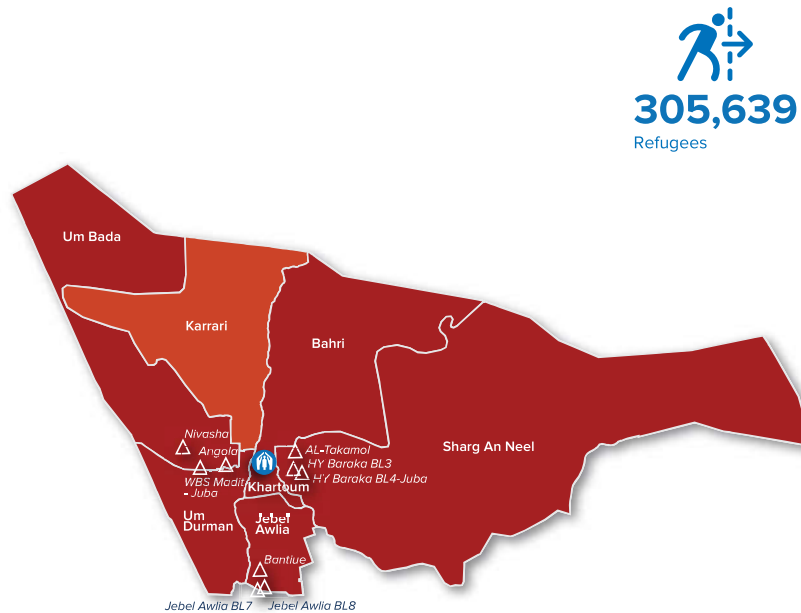 305,639
Refugees
Um Bada
Karrari
Bahri
Nivasha
Angola
AL-Takamol
Sharg An Neel
HY Baraka BL3
WBS Madit
- Juba
HY Baraka BL4-Juba
Khartoum
Um
Durman
Jebel
Awlia
Bantiue
Jebel Awlia BL7
Jebel Awlia BL8